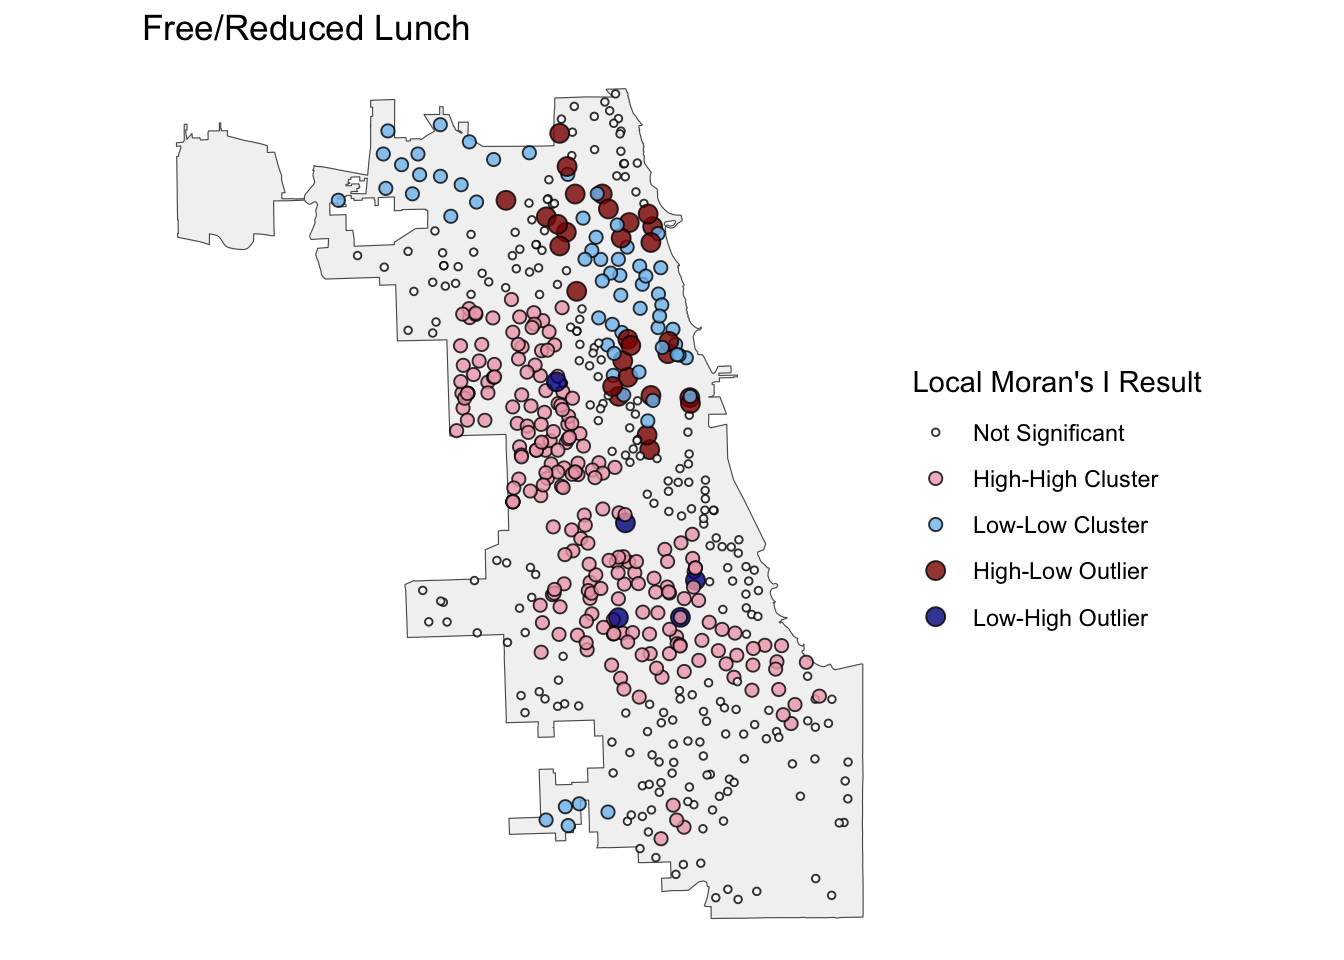 Free/Reduced Lunch
Local Moran's I Result
Not Significant
High-High Cluster
Low-Low Cluster
High-Low Outlier
Low-High Outlier